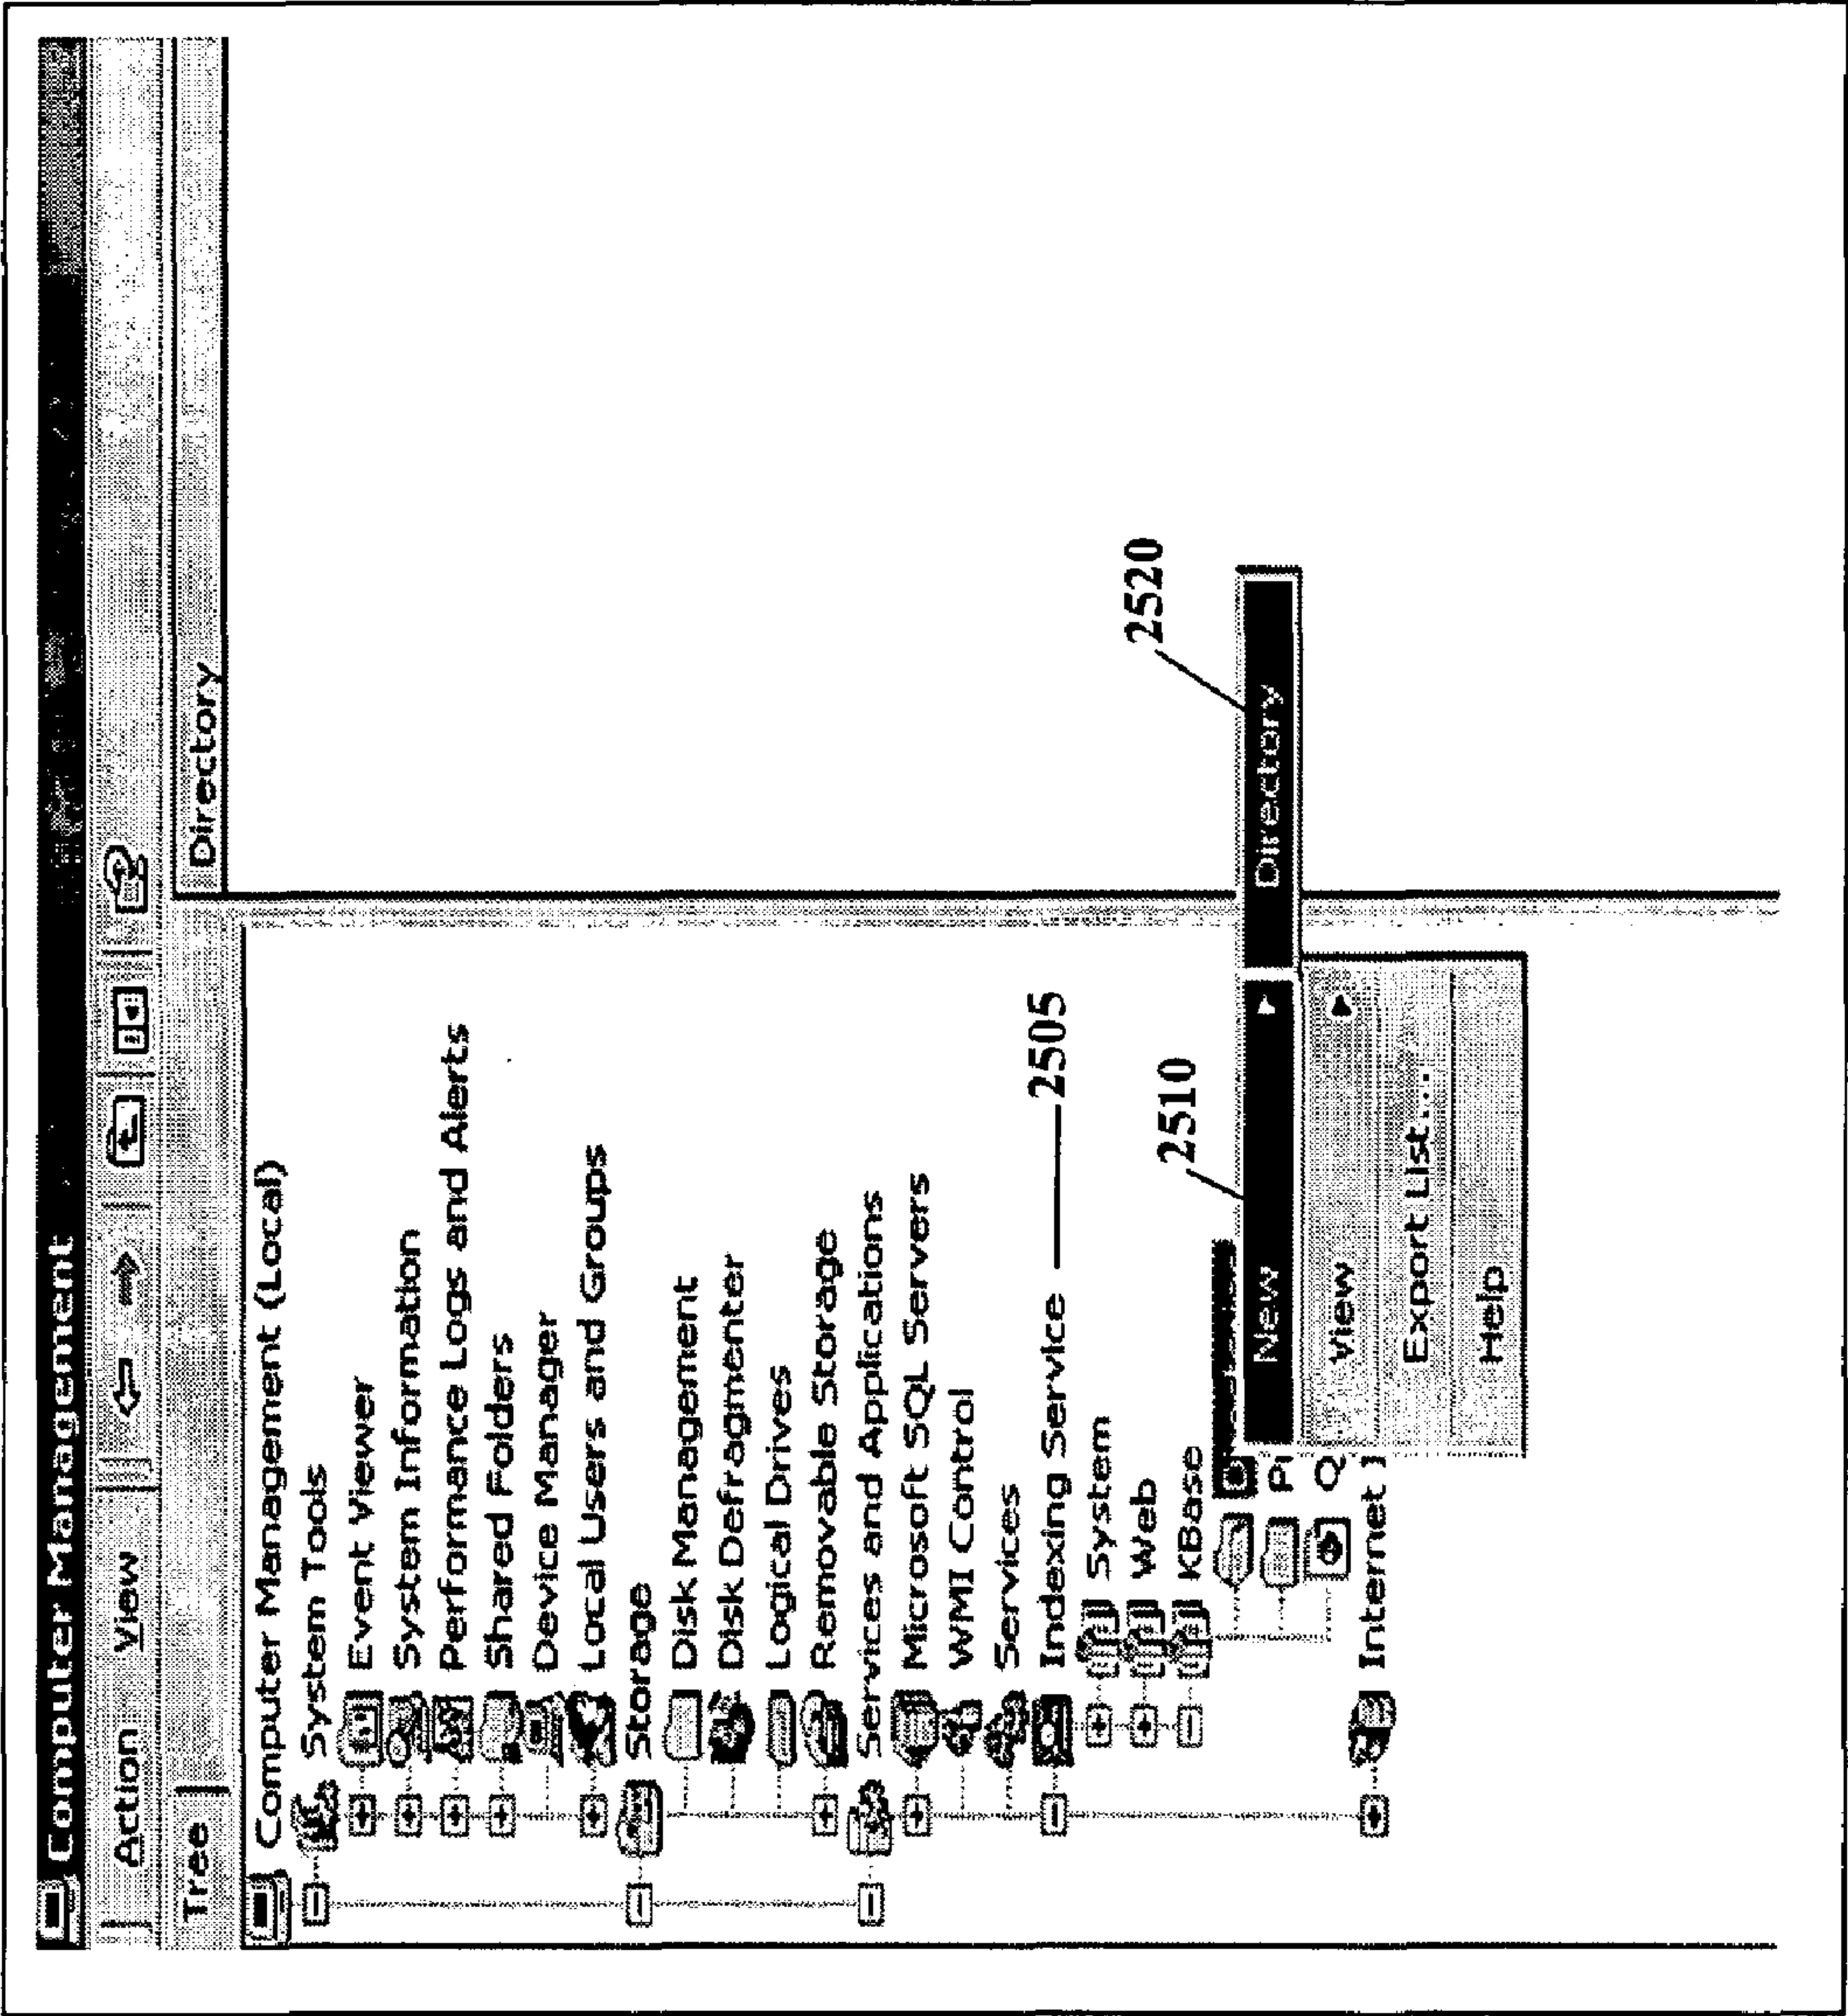 Computer Management
Action View
Tree
Directory
Computer Management (Local)
System Tools
Event Viewer
System Information
Performance Logs and Alerts
Shared Folders
Device Manager
Local Users and Groups
Storage
Disk Management
Disk Defragmenter
Logical Drives
Removable Storage
Services and Applications
Microsoft SQL Servers
WMI Control
Services
Indexing Service 2505
System
Web
KBase
2510
2520
New Directory
View
Export List...
Help
Q
Internet